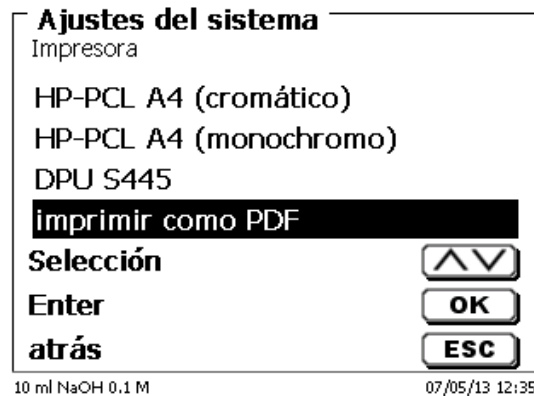 Ajustes del sistema
Impresora
HP-PCL A4 (cromático)
HP-PCL A4 (monochromo)
DPU S445
imprimir como PDF
Selección
Enter OK
atrás ESC
10 ml NaOH 0.1 M 07/05/13 12:35